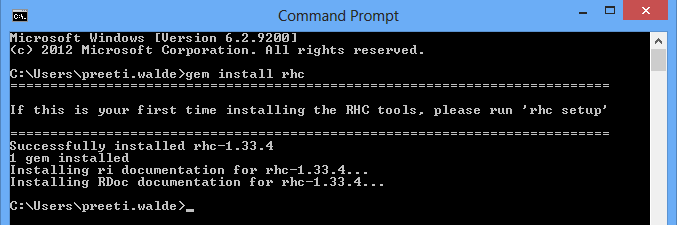 Command Prompt
Microsoft Windows [Version 6.2.9200]
(c) 2012 Microsoft Corporation. All rights reserved.
C:\Users\preeti.walde>gem install rhc
===========================================================================
If this is your first time installing the RHC tools, please run 'rhc setup'
===========================================================================
Successfully installed rhc-1.33.4
1 gem installed
Installing ri documentation for rhc-1.33.4...
Installing RDoc documentation for rhc-1.33.4...
C:\Users\preeti.walde>_